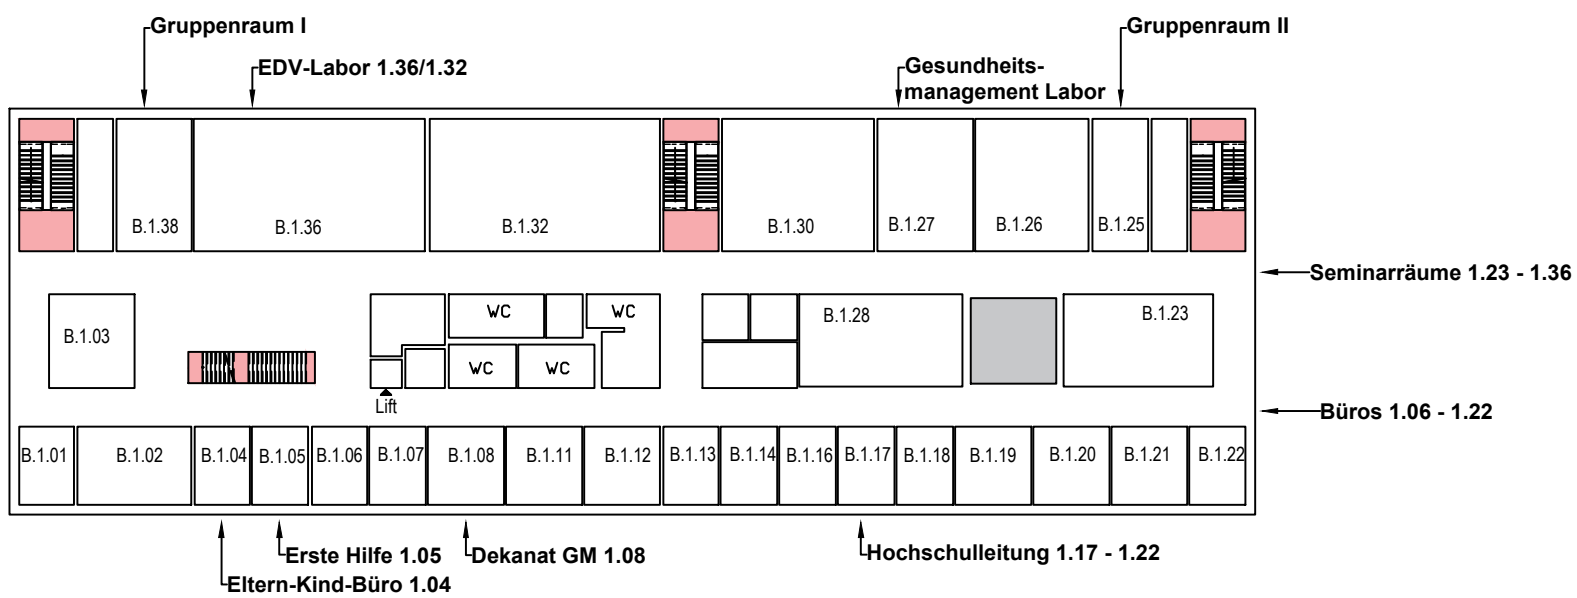 Gruppenraum I
Gruppenraum II
EDV-Labor 1.36/1.32
Gesundheits-
management Labor
B.1.38
B.1.36
B.1.32
B.1.30
B.1.27
B.1.26
B.1.25
Seminarräume 1.23 - 1.36
B.1.03
WC
WC
B.1.28
B.1.23
WC
WC
Lift
Büros 1.06 - 1.22
B.1.01
B.1.02
B.1.04
B.1.05
B.1.06
B.1.07
B.1.08
B.1.11
B.1.12
B.1.13
B.1.14
B.1.16
B.1.17
B.1.18
B.1.19
B.1.20
B.1.21
B.1.22
Erste Hilfe 1.05
Dekanat GM 1.08
Hochschulleitung 1.17 - 1.22
Eltern-Kind-Büro 1.04